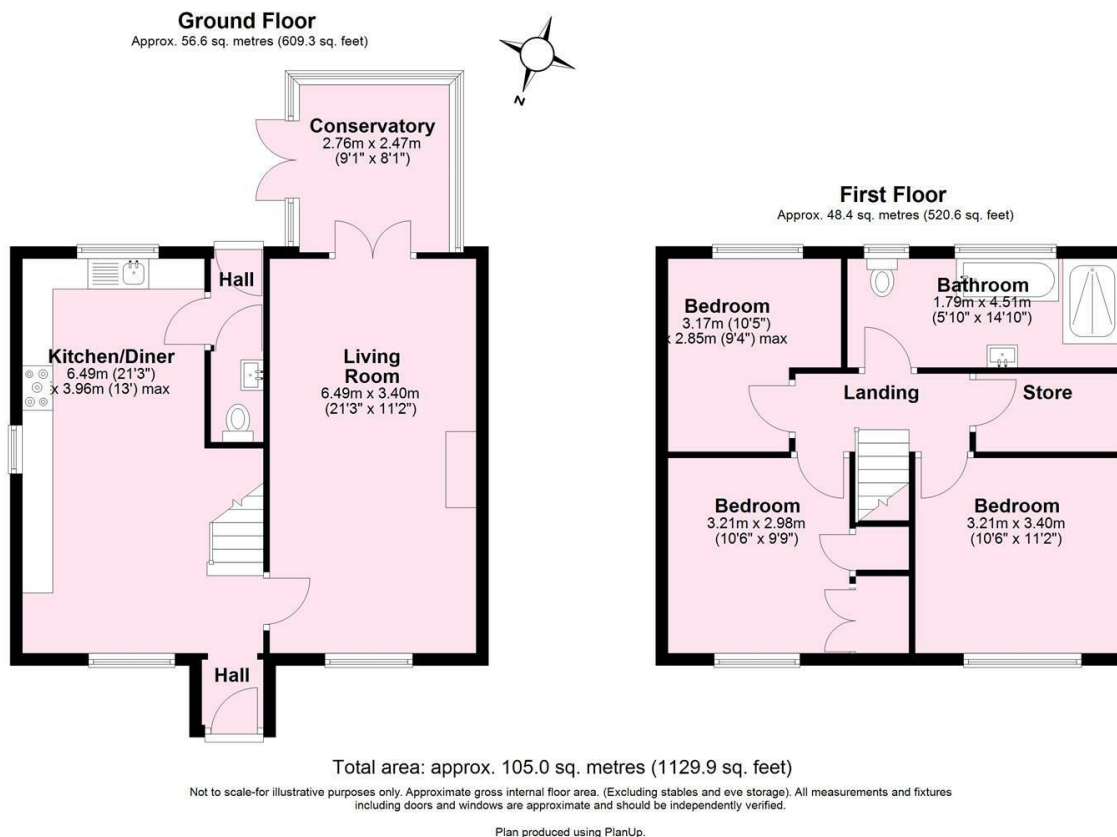 Ground Floor
Approx. 56.6 sq. metres (609.3 sq. feet)
N
Conservatory
2.76m x 2.47m
(9'1" x 8'1")
Hall
Kitchen/Diner
6.49m (21'3")
x 3.96m (13') max
Living
Room
6.49m x 3.40m
(21'3" x 11'2")
Hall
First Floor
Approx. 48.4 sq. metres (520.6 sq. feet)
Bedroom
3.17m (10'5")
x 2.85m (9'4") max
Bathroom
1.79m x 4.51m
(5'10" x 14'10")
Landing
Store
Bedroom
3.21m x 2.98m
(10'6" x 9'9")
Bedroom
3.21m x 3.40m
(10'6" x 11'2")
Total area: approx. 105.0 sq. metres (1129.9 sq. feet)
Not to scale-for illustrative purposes only. Approximate gross internal floor area. (Excluding stables and eve storage). All measurements and fixtures
including doors and windows are approximate and should be independently verified.
Plan produced using PlanUp.